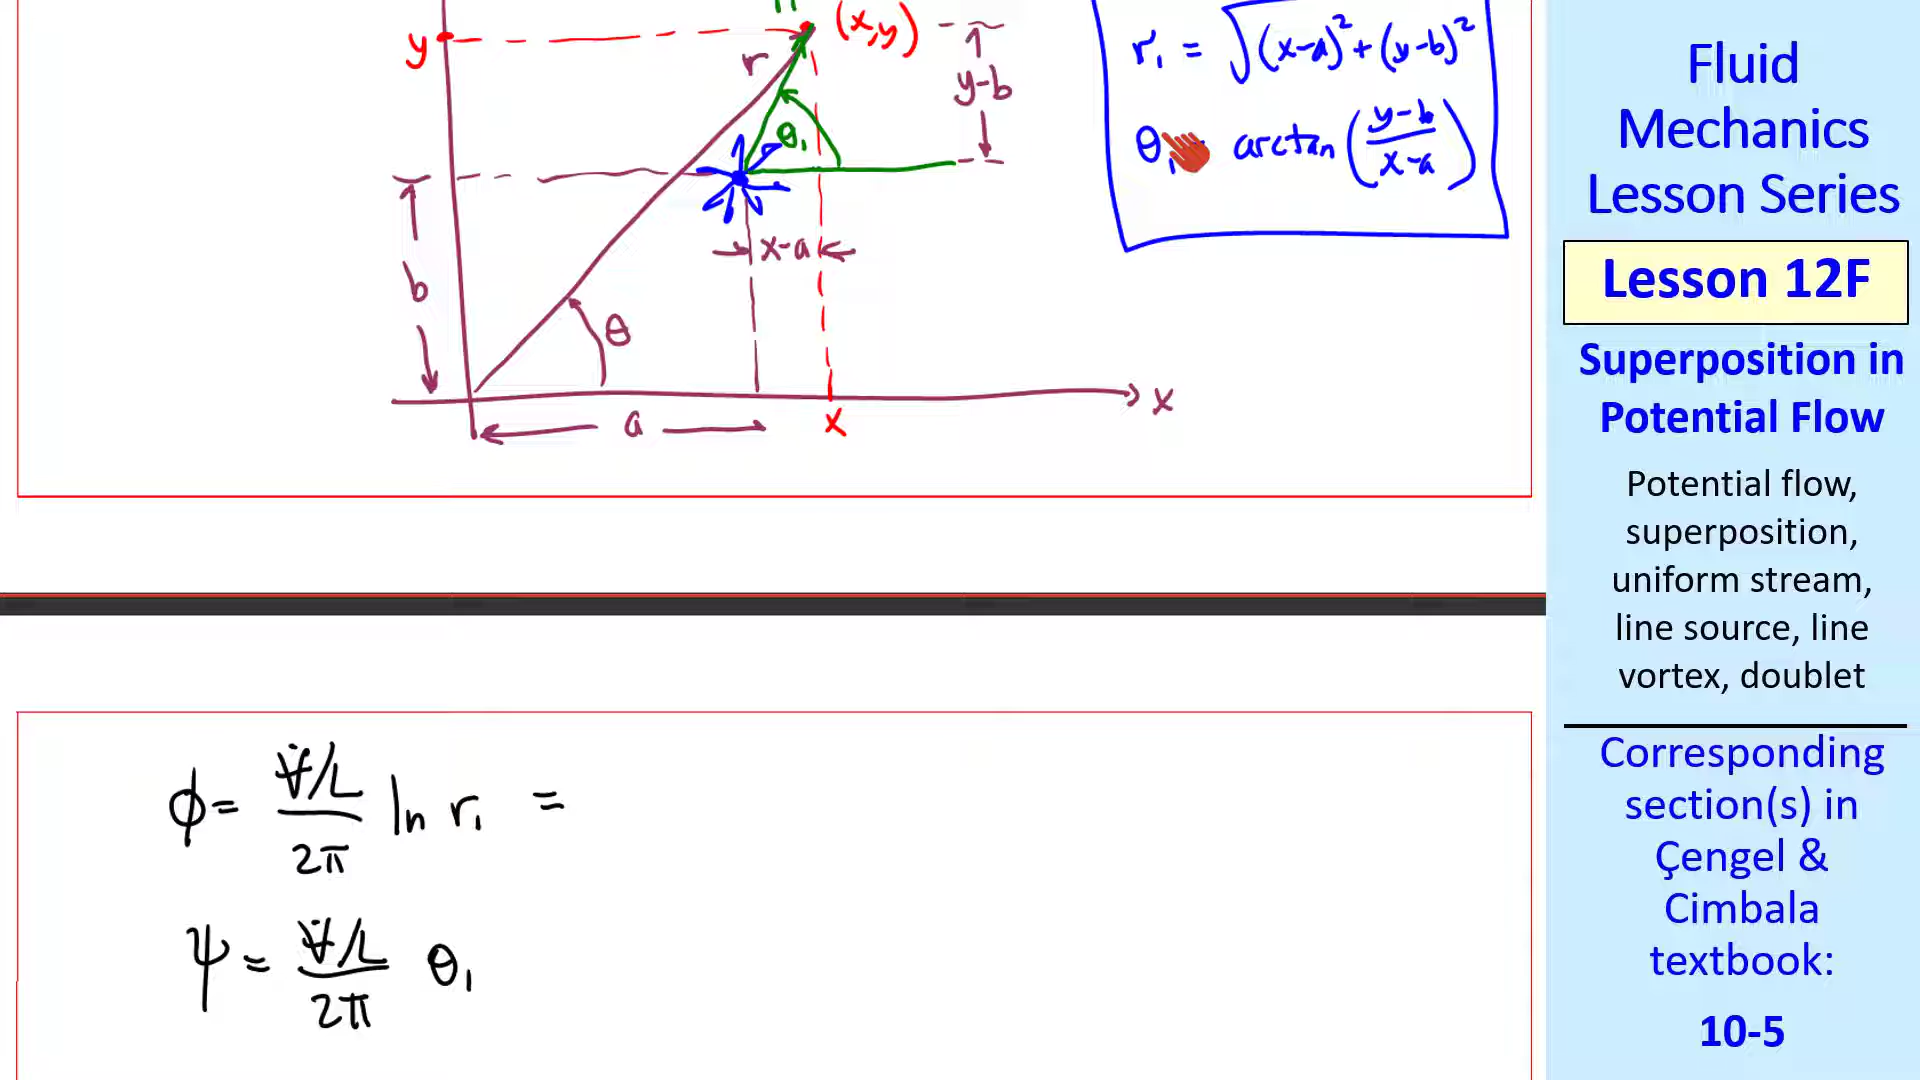 y
r
(x,y)
y-b
θ₁
b
x-a
θ
a
x
x
r₁ = √(x-a)² + (y-b)²
θ₁ = arctan (y-b / x-a)
ϕ = V̶̇/L / 2π ln r₁ =
ψ = V̶̇/L / 2π θ₁
Fluid
Mechanics
Lesson Series
Lesson 12F
Superposition in
Potential Flow
Potential flow,
superposition,
uniform stream,
line source, line
vortex, doublet
Corresponding
section(s) in
Çengel &
Cimbala
textbook:
10-5